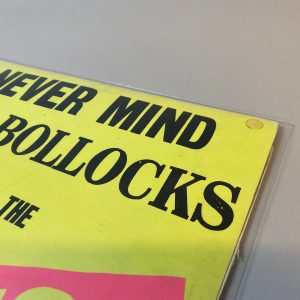 NEVER MIND
BOLLOCKS
THE